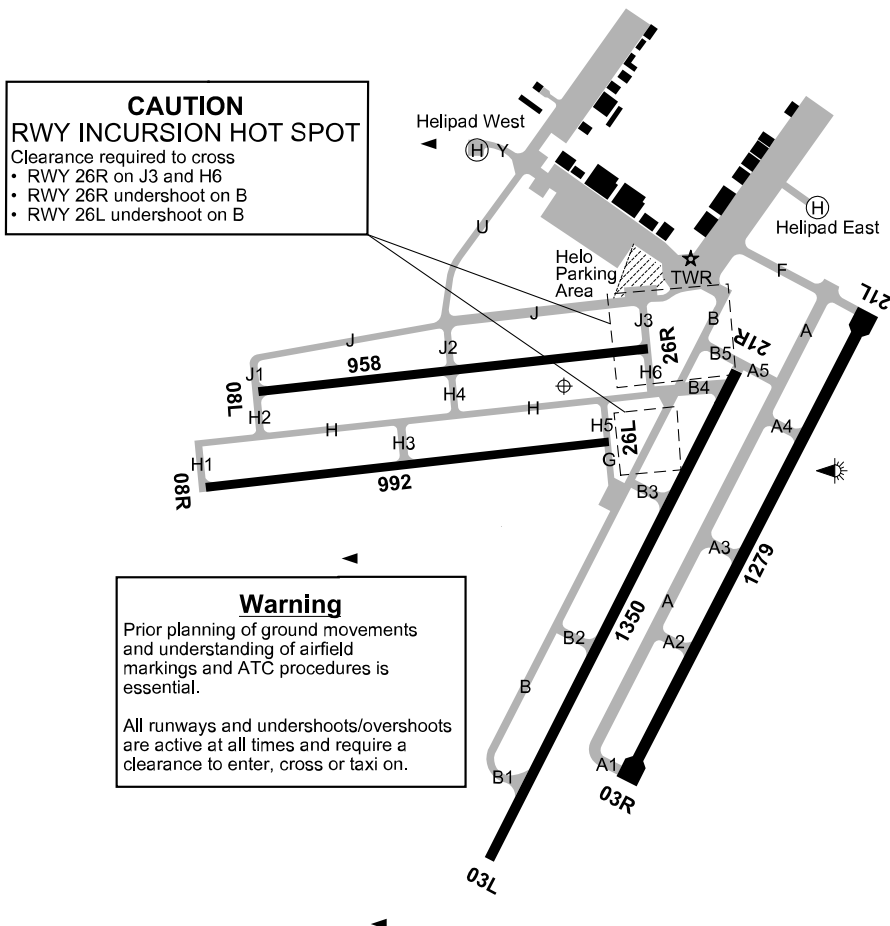 CAUTION
RWY INCURSION HOT SPOT
Clearance required to cross
• RWY 26R on J3 and H6
• RWY 26R undershoot on B
• RWY 26L undershoot on B
Helipad West
H Y
H
Helipad East
U
Helo
Parking
Area
TWR
F
21L
A
J
J
J1
J2
J3
958
26R
B
B5
21R
A5
08L
H2
H4
H6
B4
H
H
H1
H3
H5
26L
G
08R
992
B3
A4
A3
1279
A
A2
1350
B2
B
B1
A1
03R
03L
Warning
Prior planning of ground movements
and understanding of airfield
markings and ATC procedures is
essential.
All runways and undershoots/overshoots
are active at all times and require a
clearance to enter, cross or taxi on.